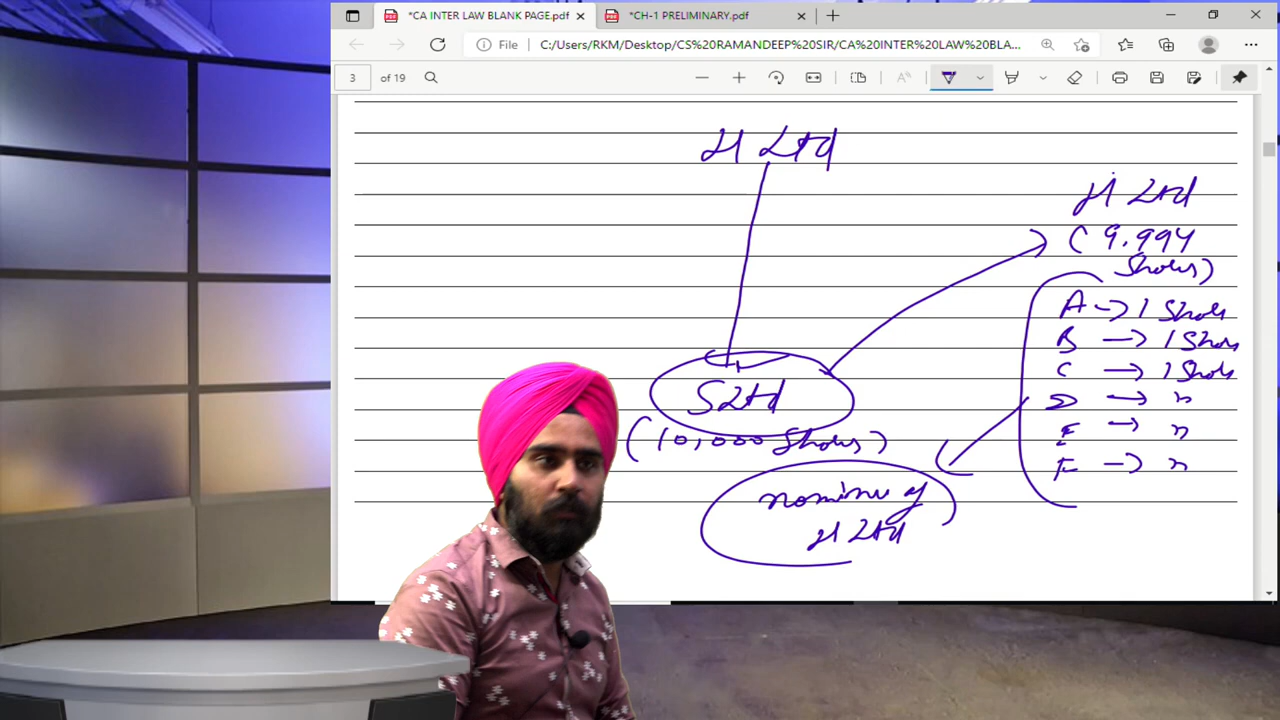 *CA INTER LAW BLANK PAGE.pdf
*CH-1 PRELIMINARY.pdf
File C:/Users/RKM/Desktop/CS%20RAMANDEEP%20SIR/CA%20INTER%20LAW%20BLA...
3 of 19
H Ltd
H Ltd
( 9,994
Shares)
A → 1 Share
B → 1 Share
C → 1 Share
D → "
E → "
F → "
S Ltd
(10,000 Shares)
nominee of
H Ltd